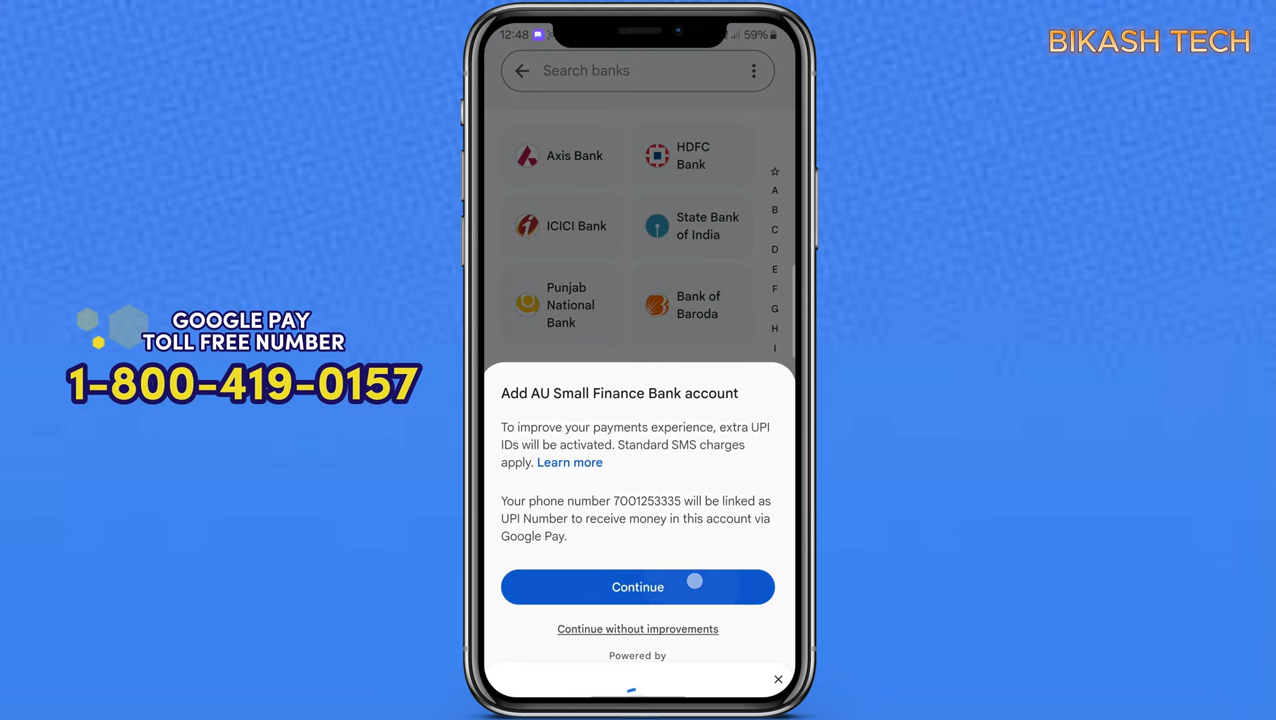 BIKASH TECH
12:48
59%
Search banks
Axis Bank
HDFC
Bank
ICICI Bank
State Bank
of India
Punjab
National
Bank
Bank of
Baroda
A
B
C
D
E
F
G
H
I
GOOGLE PAY
TOLL FREE NUMBER
1-800-419-0157
Add AU Small Finance Bank account
To improve your payments experience, extra UPI
IDs will be activated. Standard SMS charges
apply. Learn more
Your phone number 7001253335 will be linked as
UPI Number to receive money in this account via
Google Pay.
Continue
Continue without improvements
Powered by